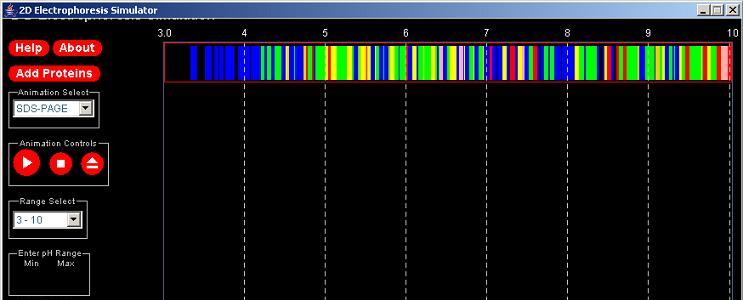 2D Electrophoresis Simulator
Help
About
Add Proteins
Animation Select
SDS-PAGE
Animation Controls
Range Select
3 - 10
Enter pH Range
Min Max
3.0 4 5 6 7 8 9 10